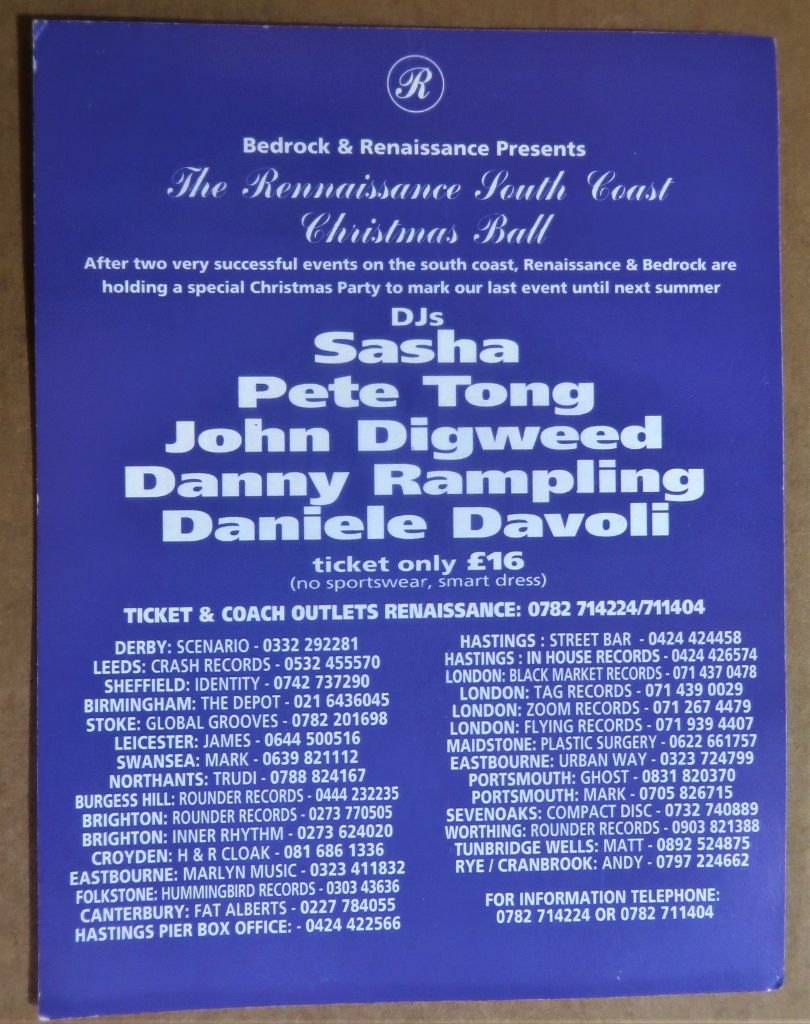 R
Bedrock & Renaissance Presents
The Rennaissance South Coast
Christmas Ball
After two very successful events on the south coast, Renaissance & Bedrock are
holding a special Christmas Party to mark our last event until next summer
DJs
Sasha
Pete Tong
John Digweed
Danny Rampling
Daniele Davoli
ticket only £16
(no sportswear, smart dress)
TICKET & COACH OUTLETS RENAISSANCE: 0782 714224/711404
DERBY: SCENARIO - 0332 292281
LEEDS: CRASH RECORDS - 0532 455570
SHEFFIELD: IDENTITY - 0742 737290
BIRMINGHAM: THE DEPOT - 021 6436045
STOKE: GLOBAL GROOVES - 0782 201698
LEICESTER: JAMES - 0644 500516
SWANSEA: MARK - 0639 821112
NORTHANTS: TRUDI - 0788 824167
BURGESS HILL: ROUNDER RECORDS - 0444 232235
BRIGHTON: ROUNDER RECORDS - 0273 770505
BRIGHTON: INNER RHYTHM - 0273 624020
CROYDEN: H & R CLOAK - 081 686 1336
EASTBOURNE: MARLYN MUSIC - 0323 411832
FOLKSTONE: HUMMINGBIRD RECORDS - 0303 43636
CANTERBURY: FAT ALBERTS - 0227 784055
HASTINGS PIER BOX OFFICE: - 0424 422566
HASTINGS : STREET BAR - 0424 424458
HASTINGS : IN HOUSE RECORDS - 0424 426574
LONDON: BLACK MARKET RECORDS - 071 437 0478
LONDON: TAG RECORDS - 071 439 0029
LONDON: ZOOM RECORDS - 071 267 4479
LONDON: FLYING RECORDS - 071 939 4407
MAIDSTONE: PLASTIC SURGERY - 0622 661757
EASTBOURNE: URBAN WAY - 0323 724799
PORTSMOUTH: GHOST - 0831 820370
PORTSMOUTH: MARK - 0705 826715
SEVENOAKS: COMPACT DISC - 0732 740889
WORTHING: ROUNDER RECORDS - 0903 821388
TUNBRIDGE WELLS: MATT - 0892 524875
RYE / CRANBROOK: ANDY - 0797 224662
FOR INFORMATION TELEPHONE:
0782 714224 OR 0782 711404